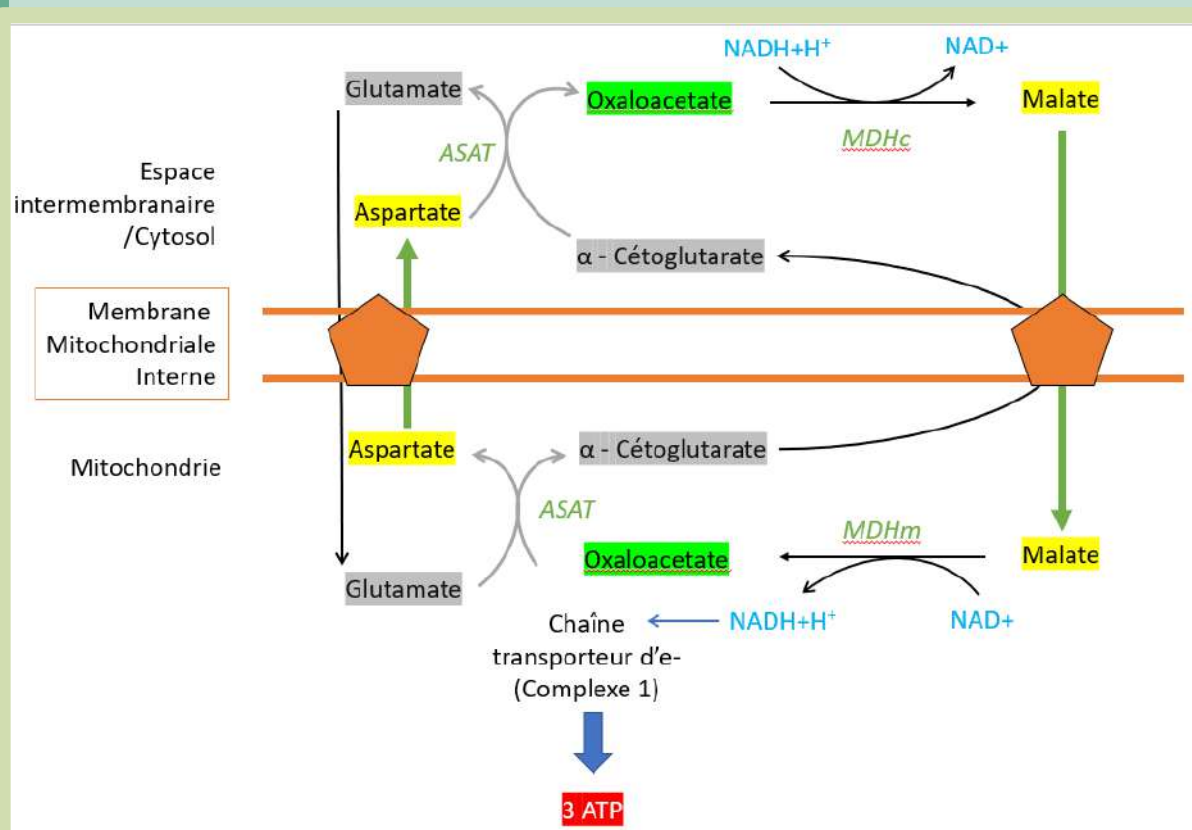 NADH+H⁺
NAD+
Glutamate
Oxaloacetate
Malate
ASAT
MDHc
Espace
intermembranaire
/Cytosol
Aspartate
α - Cétoglutarate
Membrane
Mitochondriale
Interne
Aspartate
α - Cétoglutarate
Mitochondrie
ASAT
MDHm
Oxaloacetate
Malate
Glutamate
Chaîne
transporteur d'e-
(Complexe 1)
NADH+H⁺
NAD+
3 ATP